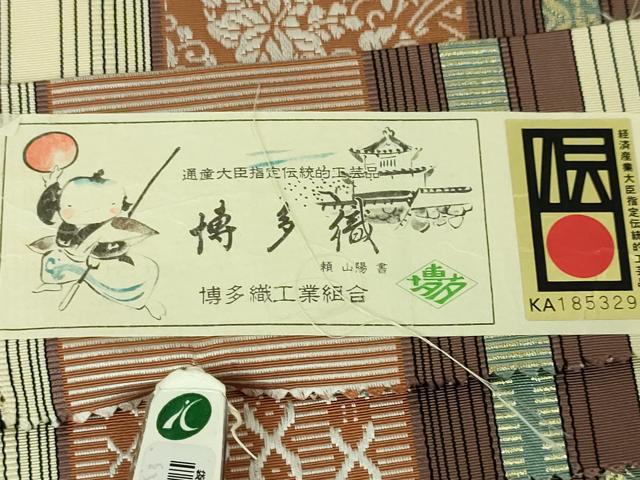 通産大臣指定伝統的工芸品
博多織
頼 山陽 書
博多織工業組合
博多
伝
経済産業大臣指定伝統的工芸品
KA185329